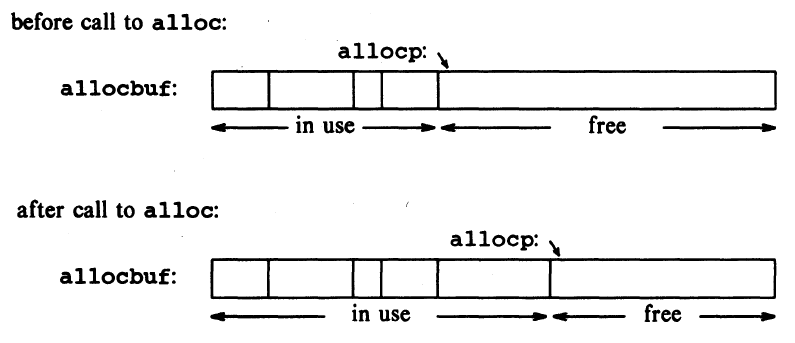 before call to alloc:
allocp:
allocbuf:
in use free
after call to alloc:
allocp:
allocbuf:
in use free